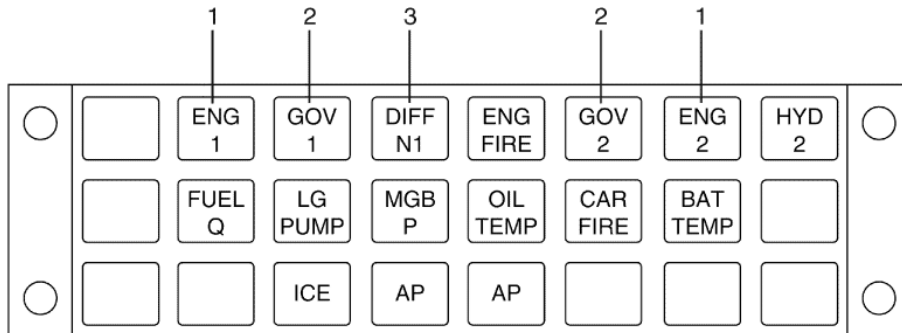 1 2 3 2 1
ENG GOV DIFF ENG GOV ENG HYD
1 1 N1 FIRE 2 2 2
FUEL LG MGB OIL CAR BAT
Q PUMP P TEMP FIRE TEMP
ICE AP AP